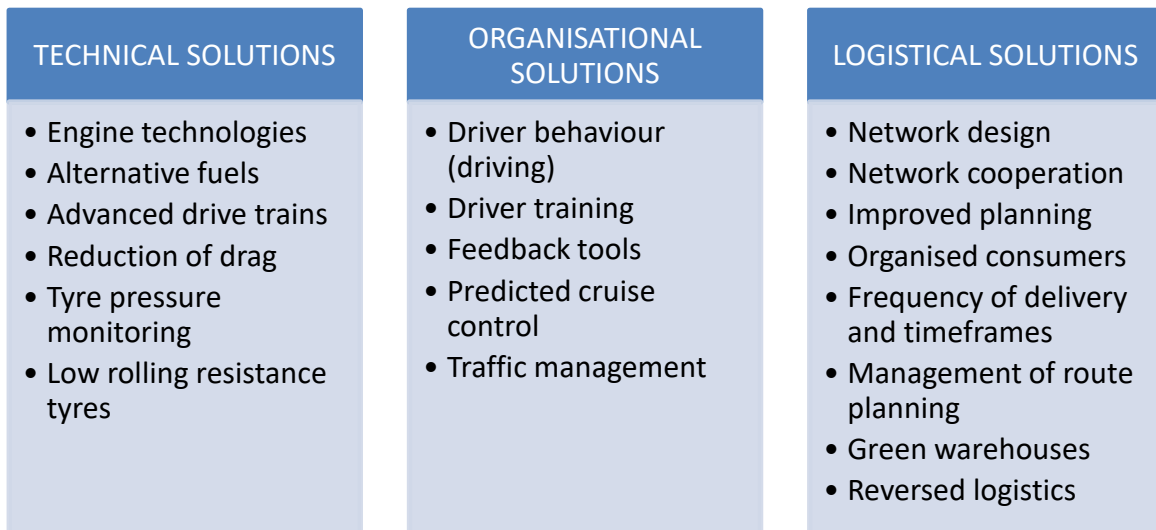 TECHNICAL SOLUTIONS
• Engine technologies
• Alternative fuels
• Advanced drive trains
• Reduction of drag
• Tyre pressure
monitoring
• Low rolling resistance
tyres
ORGANISATIONAL
SOLUTIONS
• Driver behaviour
(driving)
• Driver training
• Feedback tools
• Predicted cruise
control
• Traffic management
LOGISTICAL SOLUTIONS
• Network design
• Network cooperation
• Improved planning
• Organised consumers
• Frequency of delivery
and timeframes
• Management of route
planning
• Green warehouses
• Reversed logistics